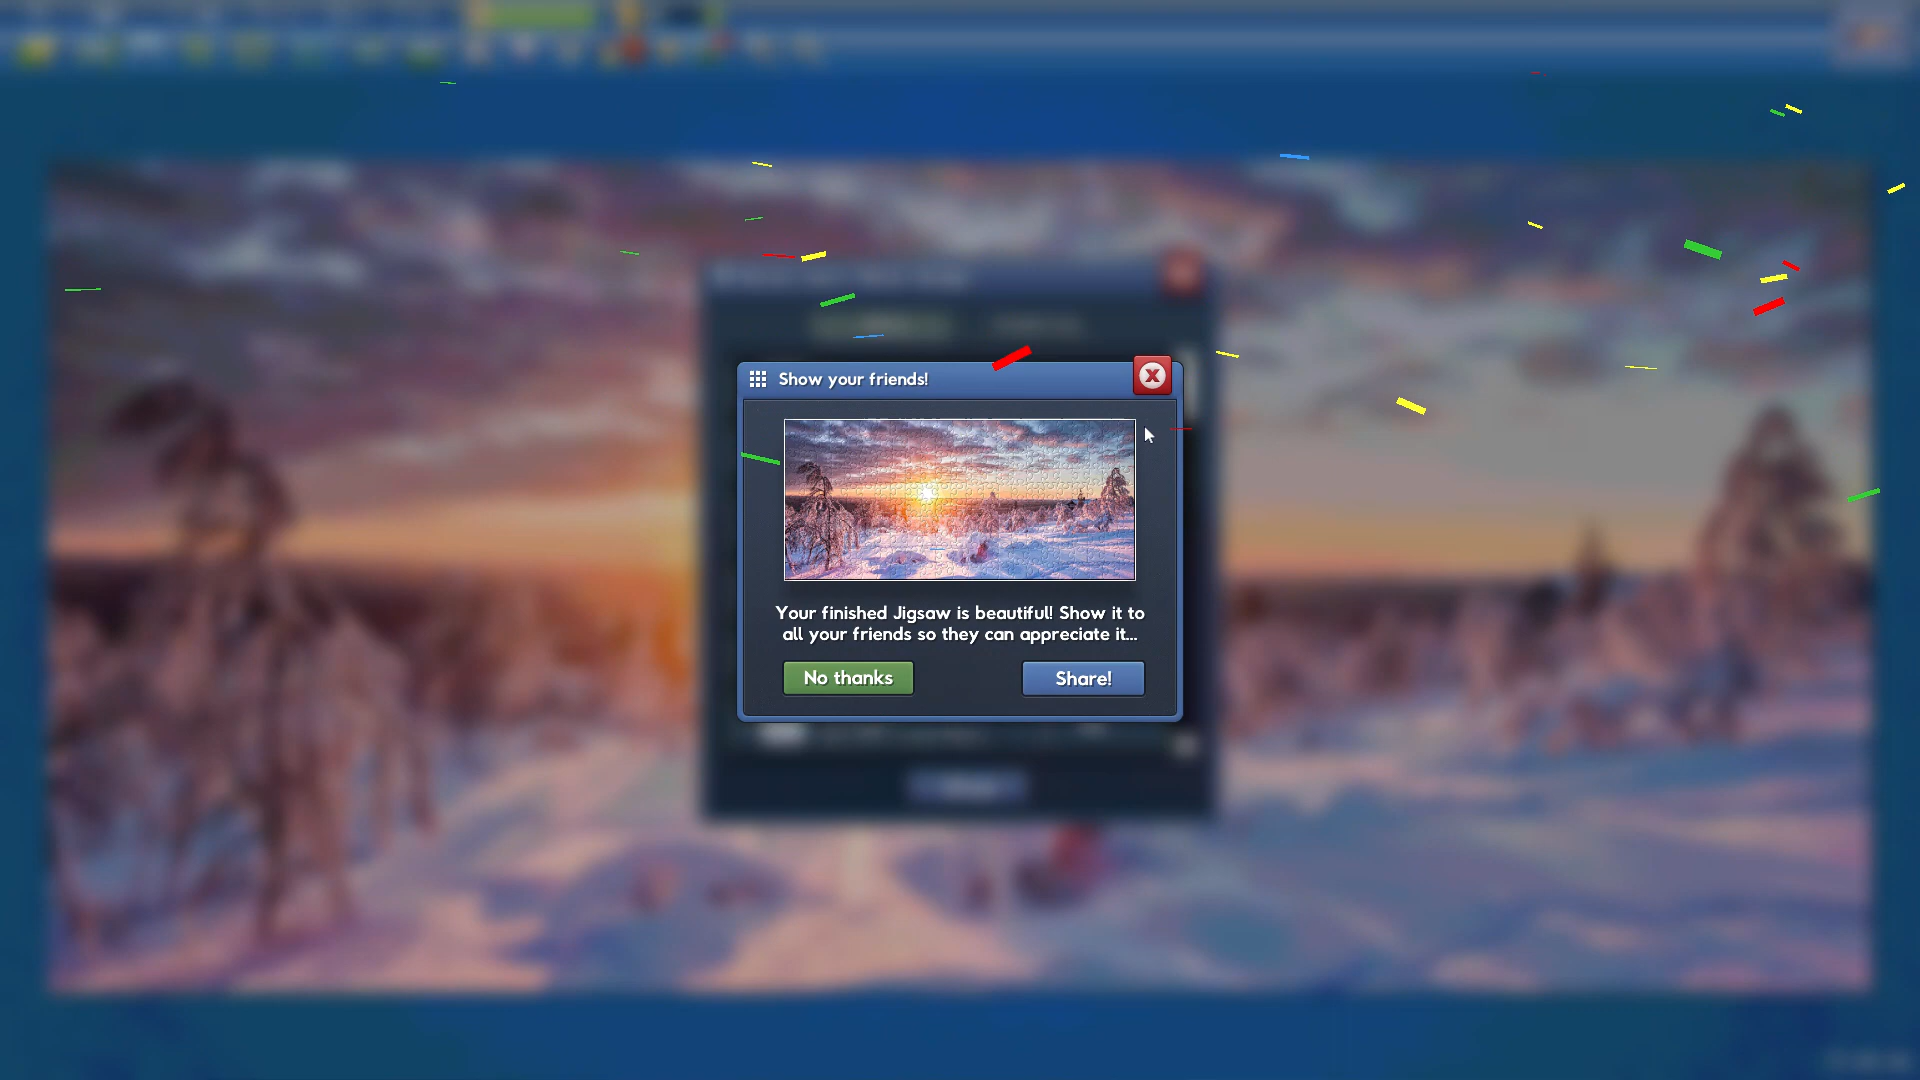 Show your friends!
Your finished Jigsaw is beautiful! Show it to
all your friends so they can appreciate it...
No thanks
Share!